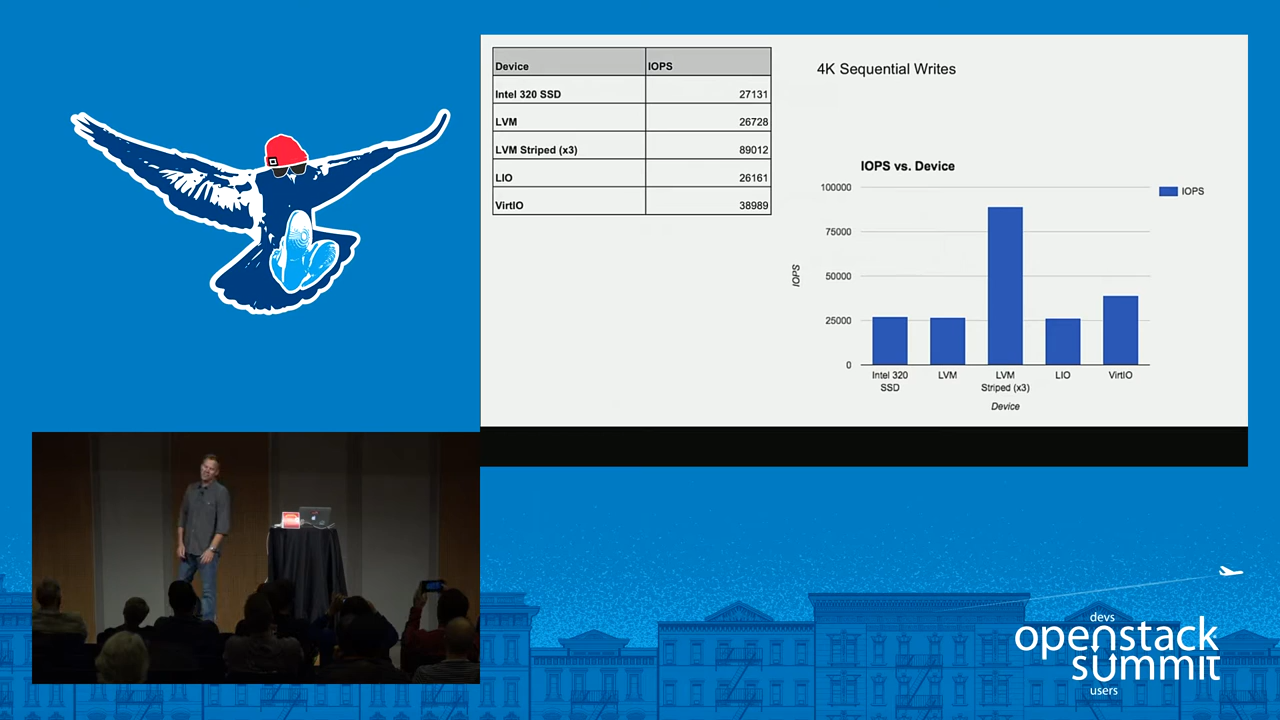 Device IOPS
Intel 320 SSD 27131
LVM 26728
LVM Striped (x3) 89012
LIO 26161
VirtIO 38989
4K Sequential Writes
IOPS vs. Device
100000
75000
50000
25000
0
IOPS
IOPS
Intel 320 SSD
LVM
LVM Striped (x3)
LIO
VirtIO
Device
devs
openstack
summit
users